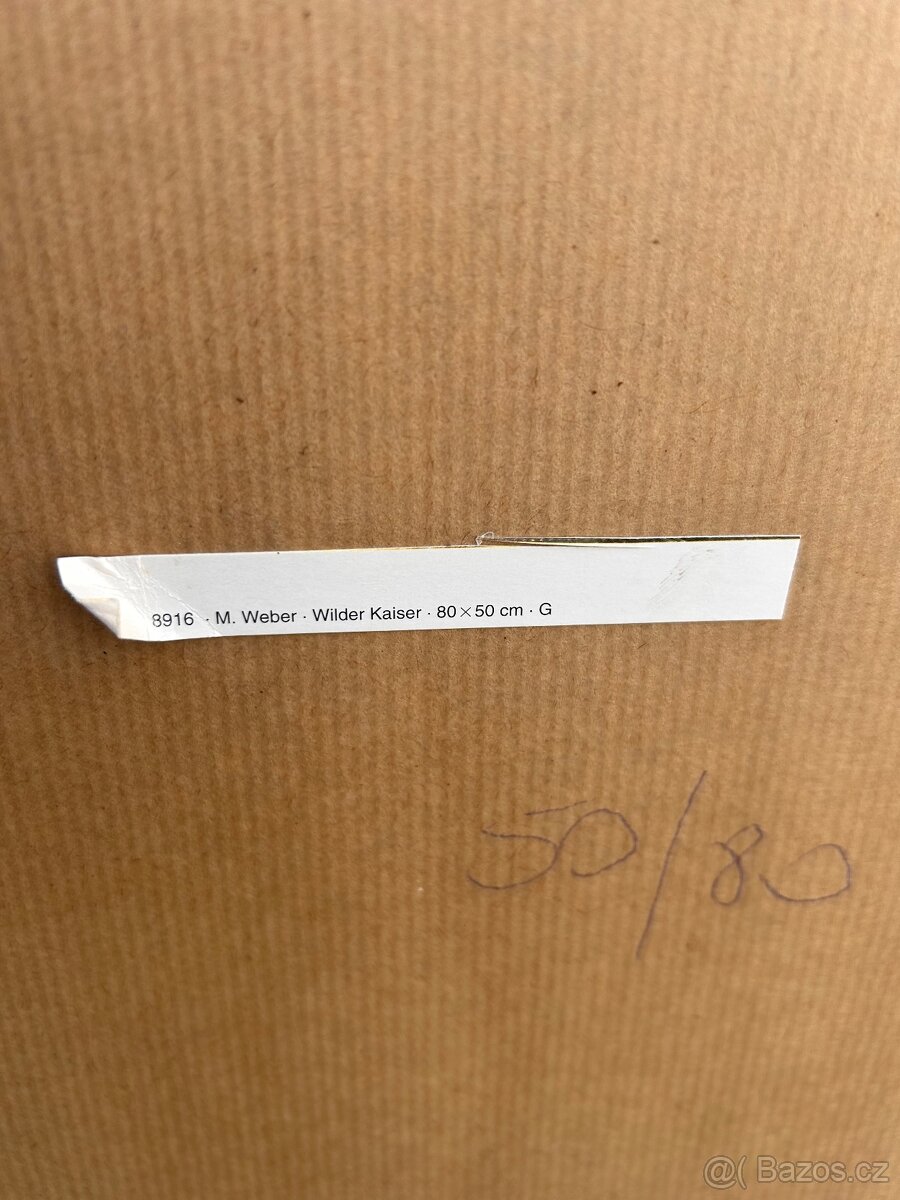 8916 · M. Weber · Wilder Kaiser · 80×50 cm · G
50/80
@( Bazos.cz